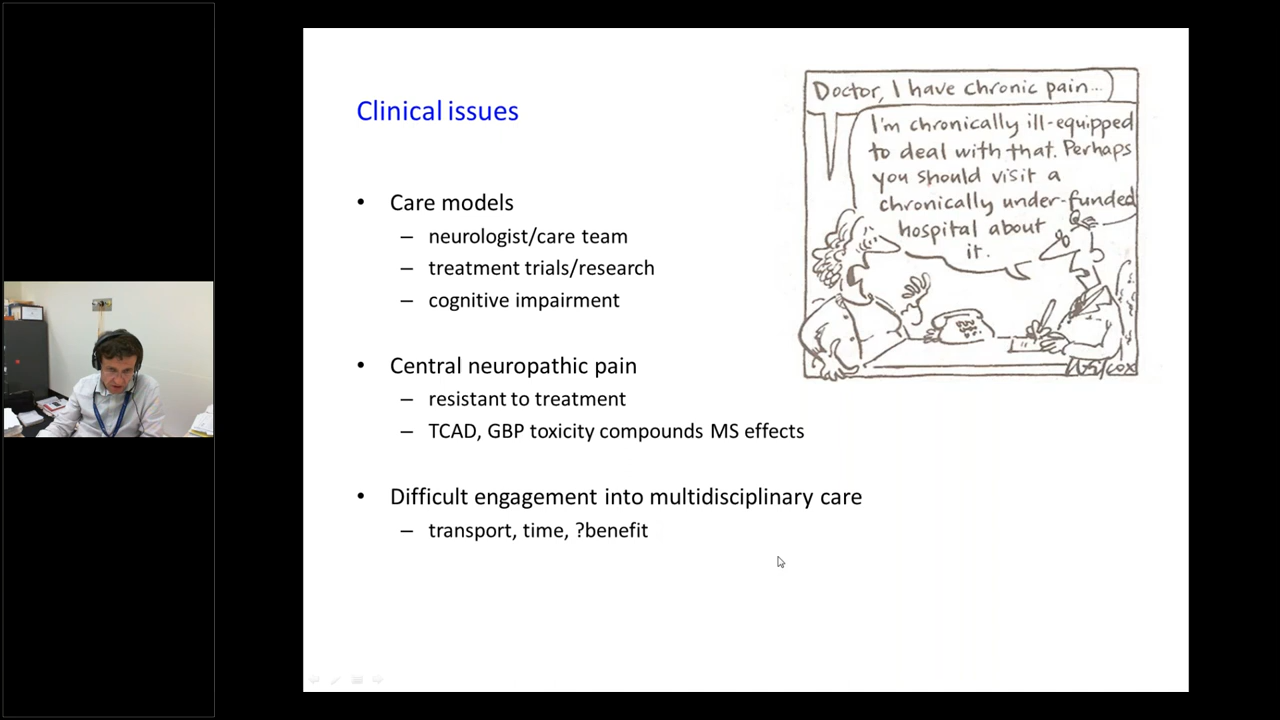 Clinical issues
• Care models
– neurologist/care team
– treatment trials/research
– cognitive impairment
• Central neuropathic pain
– resistant to treatment
– TCAD, GBP toxicity compounds MS effects
• Difficult engagement into multidisciplinary care
– transport, time, ?benefit
Doctor, I have chronic pain...
I'm chronically ill-equipped
to deal with that. Perhaps
you should visit a
chronically under-funded
hospital about
it.